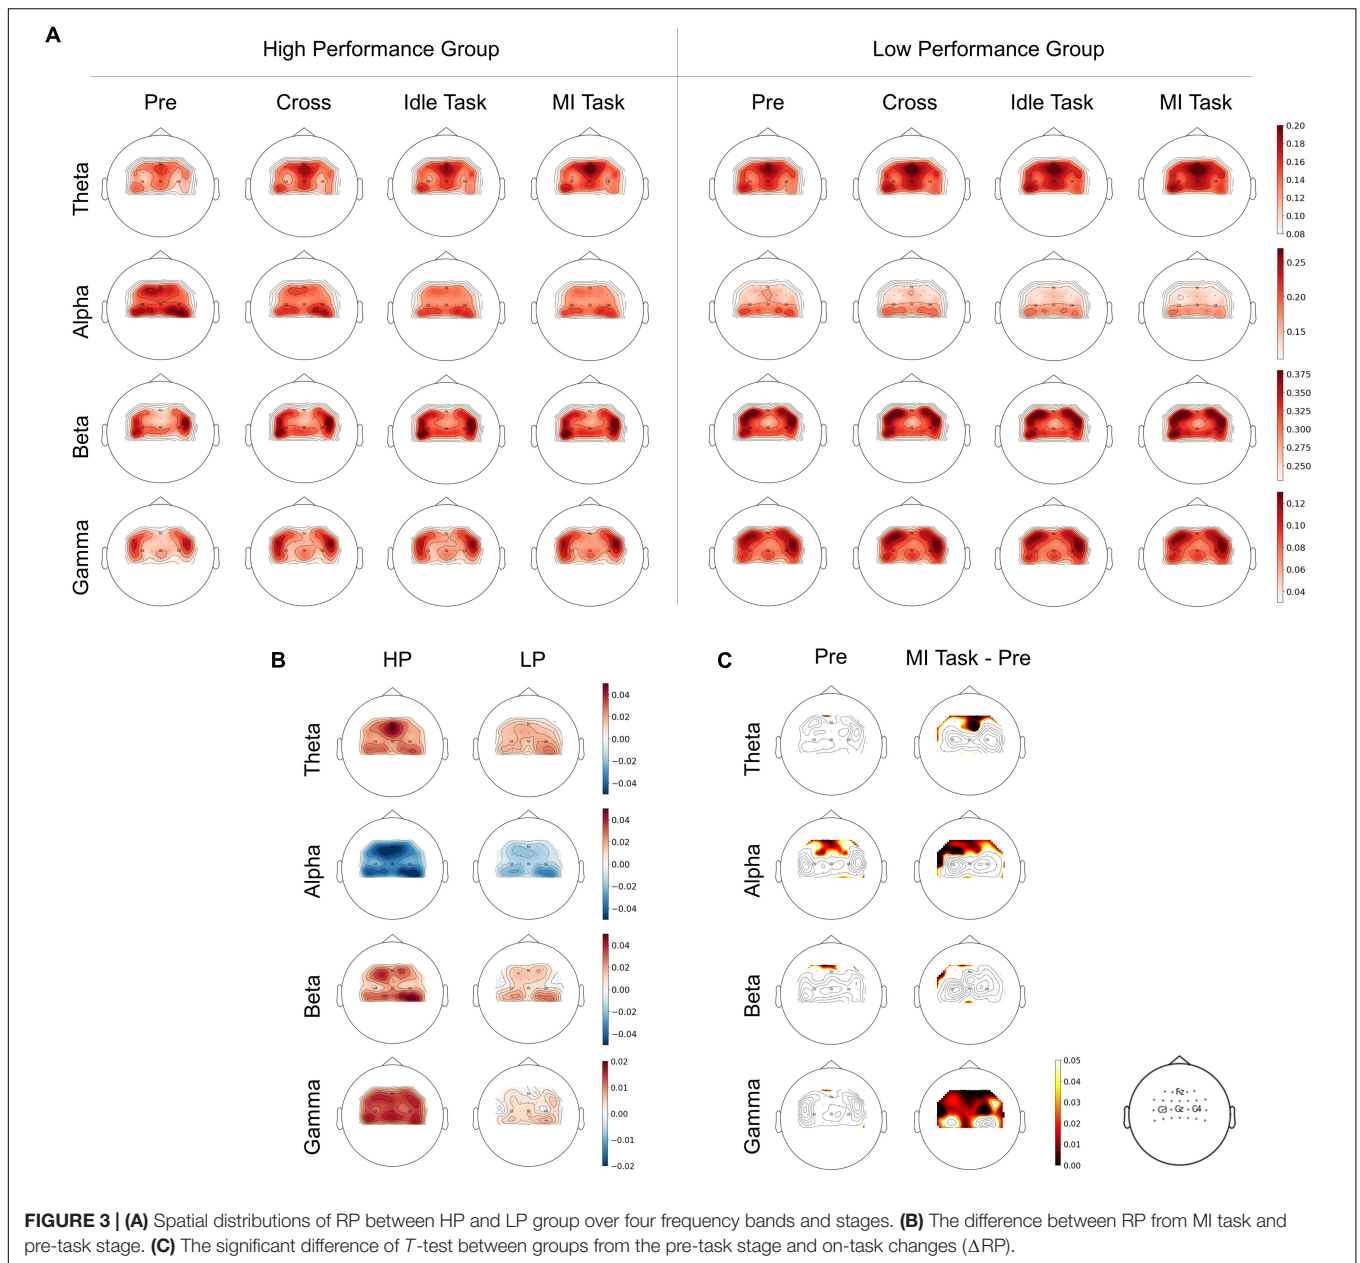 A
High Performance Group
Low Performance Group
Pre Cross Idle Task MI Task
Pre Cross Idle Task MI Task
Theta
0.20
0.18
0.16
0.14
0.12
0.10
0.08
Alpha
0.25
0.20
0.15
Beta
0.375
0.350
0.325
0.300
0.275
0.250
Gamma
0.12
0.10
0.08
0.06
0.04
B
HP LP
Theta
0.04
0.02
0.00
−0.02
−0.04
Alpha
0.04
0.02
0.00
−0.02
−0.04
Beta
0.04
0.02
0.00
−0.02
−0.04
Gamma
0.02
0.01
0.00
−0.01
−0.02
C
Pre MI Task - Pre
Theta
Alpha
Beta
Gamma
0.05
0.04
0.03
0.02
0.01
0.00
Fz
C3 Cz C4
FIGURE 3 | (A) Spatial distributions of RP between HP and LP group over four frequency bands and stages. (B) The difference between RP from MI task and
pre-task stage. (C) The significant difference of T-test between groups from the pre-task stage and on-task changes (ΔRP).